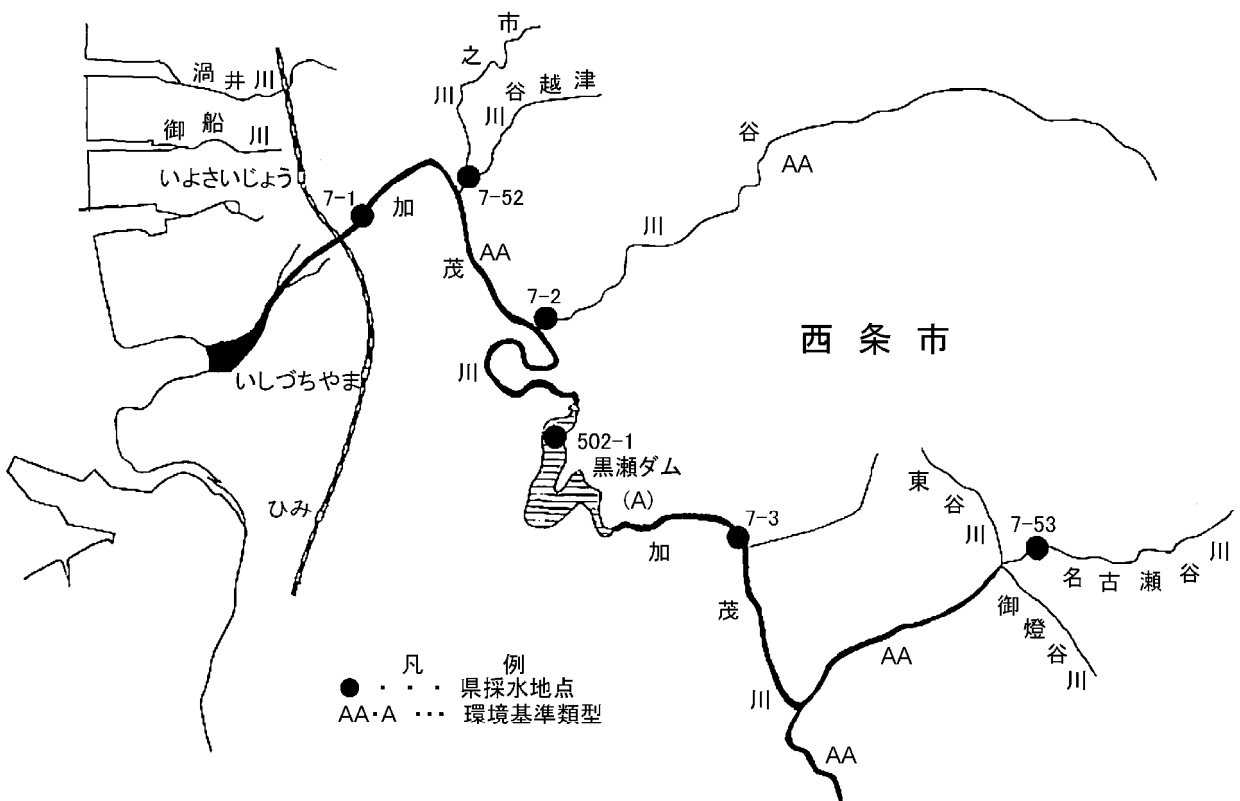 市之川
谷越津川
渦井川
御船川
いよさいじょう
7-1
加茂川
7-52
AA
谷川
AA
7-2
西条市
いしづちやま
502-1
黒瀬ダム
(A)
ひみ
7-3
加茂川
東谷川
7-53
名古瀬谷川
御燈谷川
AA
AA
凡 例
● ・・・ 県採水地点
AA・A ・・・ 環境基準類型